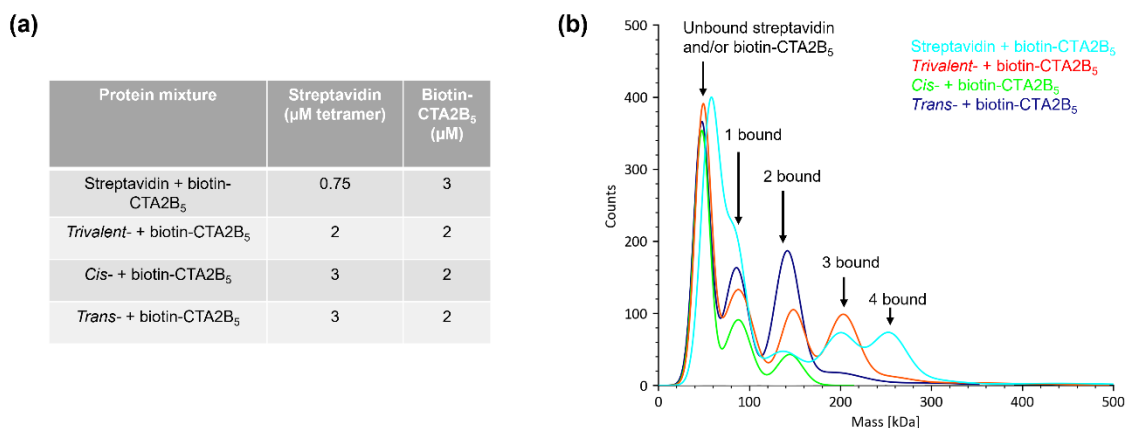 (a)
Protein mixture
Streptavidin
(μM tetramer)
Biotin-
CTA2B₅
(μM)
Streptavidin + biotin-
CTA2B₅
0.75
3
Trivalent- + biotin-CTA2B₅
2
2
Cis- + biotin-CTA2B₅
3
2
Trans- + biotin-CTA2B₅
3
2
(b)
Unbound streptavidin
and/or biotin-CTA2B₅
Streptavidin + biotin-CTA2B₅
Trivalent- + biotin-CTA2B₅
Cis- + biotin-CTA2B₅
Trans- + biotin-CTA2B₅
1 bound
2 bound
3 bound
4 bound
Counts
500
400
300
200
100
0
0
100
200
300
400
500
Mass [kDa]